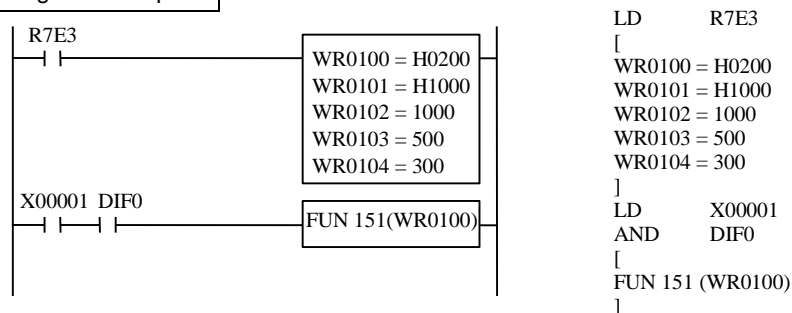 R7E3
WR0100 = H0200
WR0101 = H1000
WR0102 = 1000
WR0103 = 500
WR0104 = 300
X00001 DIF0
FUN 151(WR0100)
LD R7E3
[
WR0100 = H0200
WR0101 = H1000
WR0102 = 1000
WR0103 = 500
WR0104 = 300
]
LD X00001
AND DIF0
[
FUN 151 (WR0100)
]